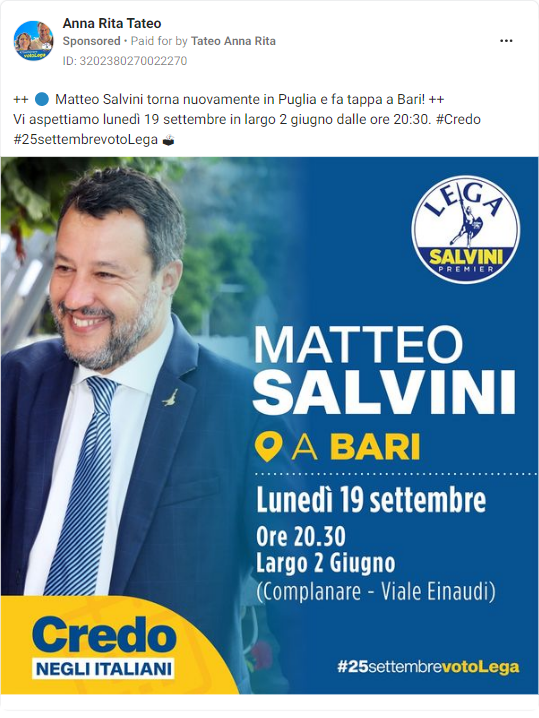 Anna Rita Tateo
Sponsored • Paid for by Tateo Anna Rita
ID: 3202380270022270
++ 🔵 Matteo Salvini torna nuovamente in Puglia e fa tappa a Bari! ++
Vi aspettiamo lunedì 19 settembre in largo 2 giugno dalle ore 20:30. #Credo
#25settembrevotoLega 🗳
LEGA
SALVINI
PREMIER
MATTEO
SALVINI
A BARI
Lunedì 19 settembre
Ore 20.30
Largo 2 Giugno
(Complanare - Viale Einaudi)
Credo
NEGLI ITALIANI
#25settembrevotoLega